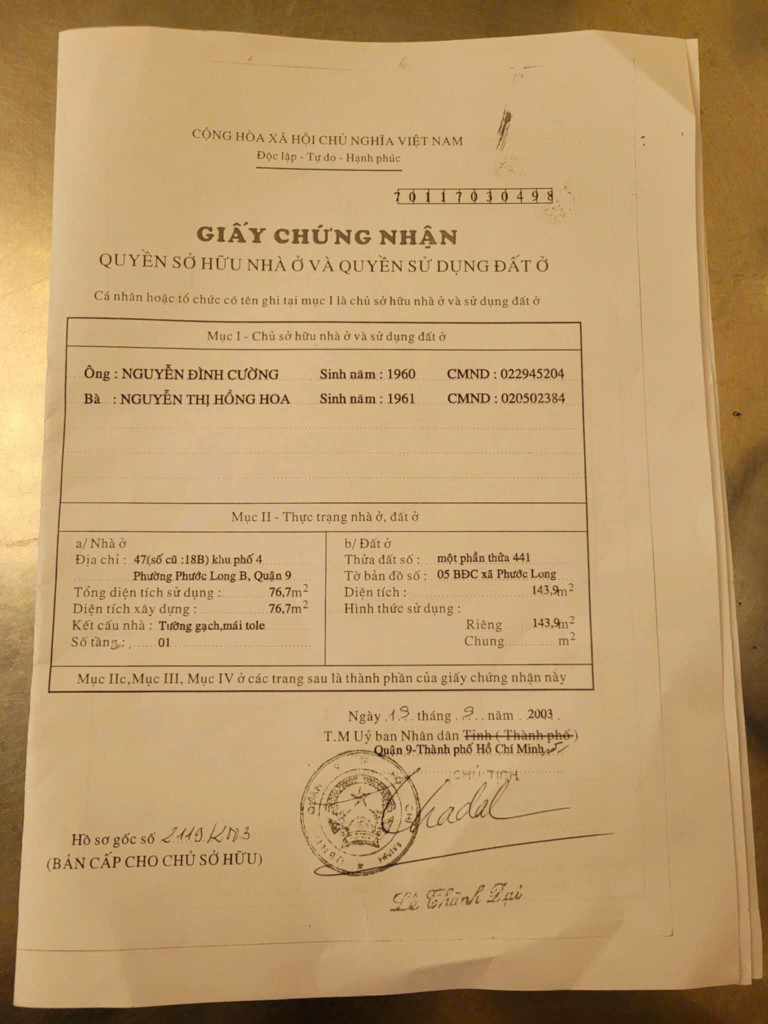 CỘNG HÒA XÃ HỘI CHỦ NGHĨA VIỆT NAM
Độc lập - Tự do - Hạnh phúc
70117030498
GIẤY CHỨNG NHẬN
QUYỀN SỞ HỮU NHÀ Ở VÀ QUYỀN SỬ DỤNG ĐẤT Ở
Cá nhân hoặc tổ chức có tên ghi tại mục I là chủ sở hữu nhà ở và sử dụng đất ở
Mục I - Chủ sở hữu nhà ở và sử dụng đất ở
Ông : NGUYỄN ĐÌNH CƯỜNG Sinh năm : 1960 CMND : 022945204
Bà : NGUYỄN THỊ HỒNG HOA Sinh năm : 1961 CMND : 020502384
Mục II - Thực trạng nhà ở, đất ở
a/ Nhà ở
Địa chỉ : 47(số cũ :18B) khu phố 4
Phường Phước Long B, Quận 9
Tổng diện tích sử dụng : 76,7m2
Diện tích xây dựng : 76,7m2
Kết cấu nhà : Tường gạch,mái tole
Số tầng : 01
b/ Đất ở
Thửa đất số : một phần thửa 441
Tờ bản đồ số : 05 BĐC xã Phước Long
Diện tích : 143,9m2
Hình thức sử dụng :
Riêng 143,9m2
Chung m2
Mục IIc,Mục III, Mục IV ở các trang sau là thành phần của giấy chứng nhận này
Ngày 19 tháng 9 năm 2003
T.M Uỷ ban Nhân dân Tỉnh ( Thành phố )
Quận 9-Thành phố Hồ Chí Minh
CHỦ TỊCH
Hồ sơ gốc số 2119/2003
(BẢN CẤP CHO CHỦ SỞ HỮU)
Lê Thành Đại